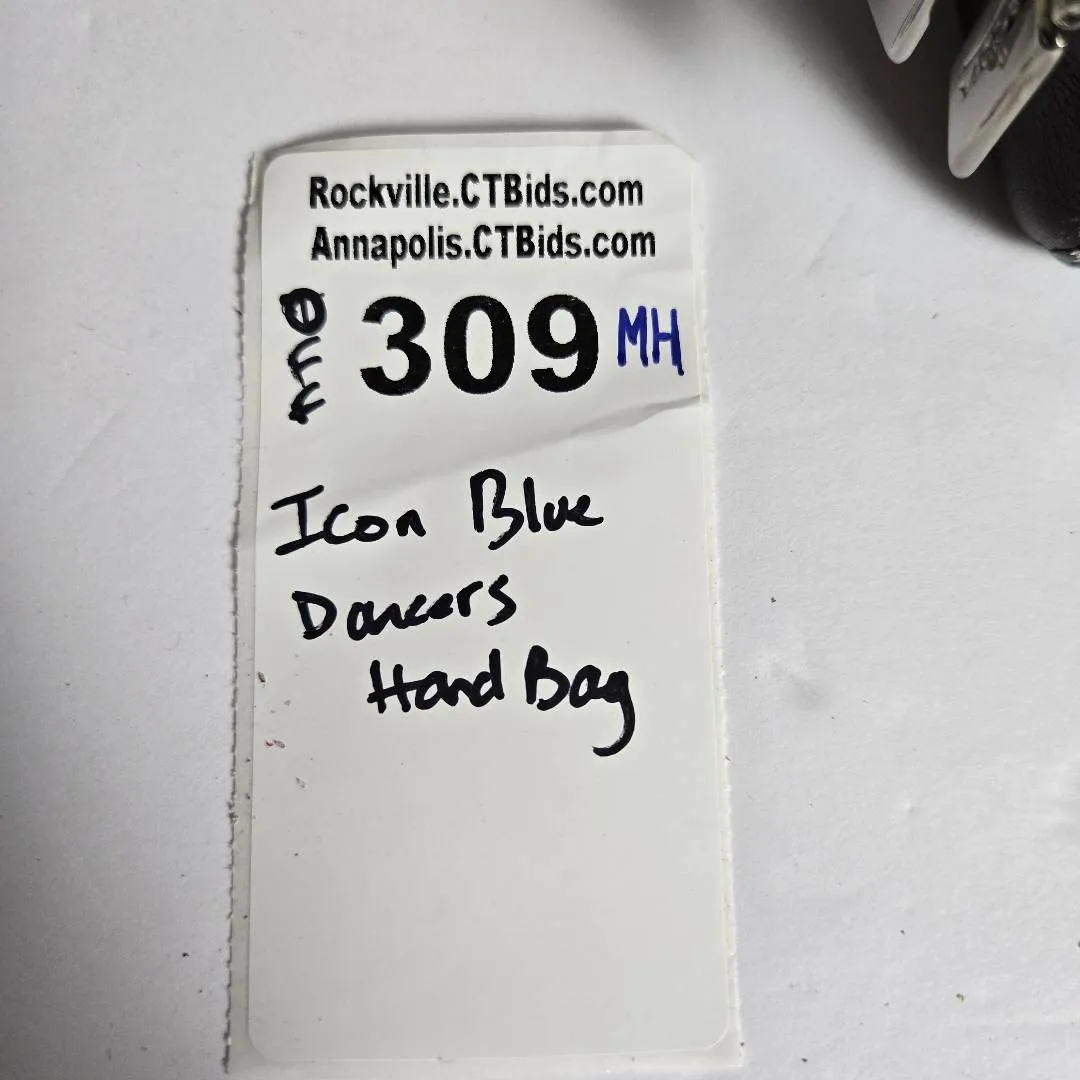 Rockville.CTBids.com
Annapolis.CTBids.com
309 MH
Icon Blue
Dancers
Hand Bag